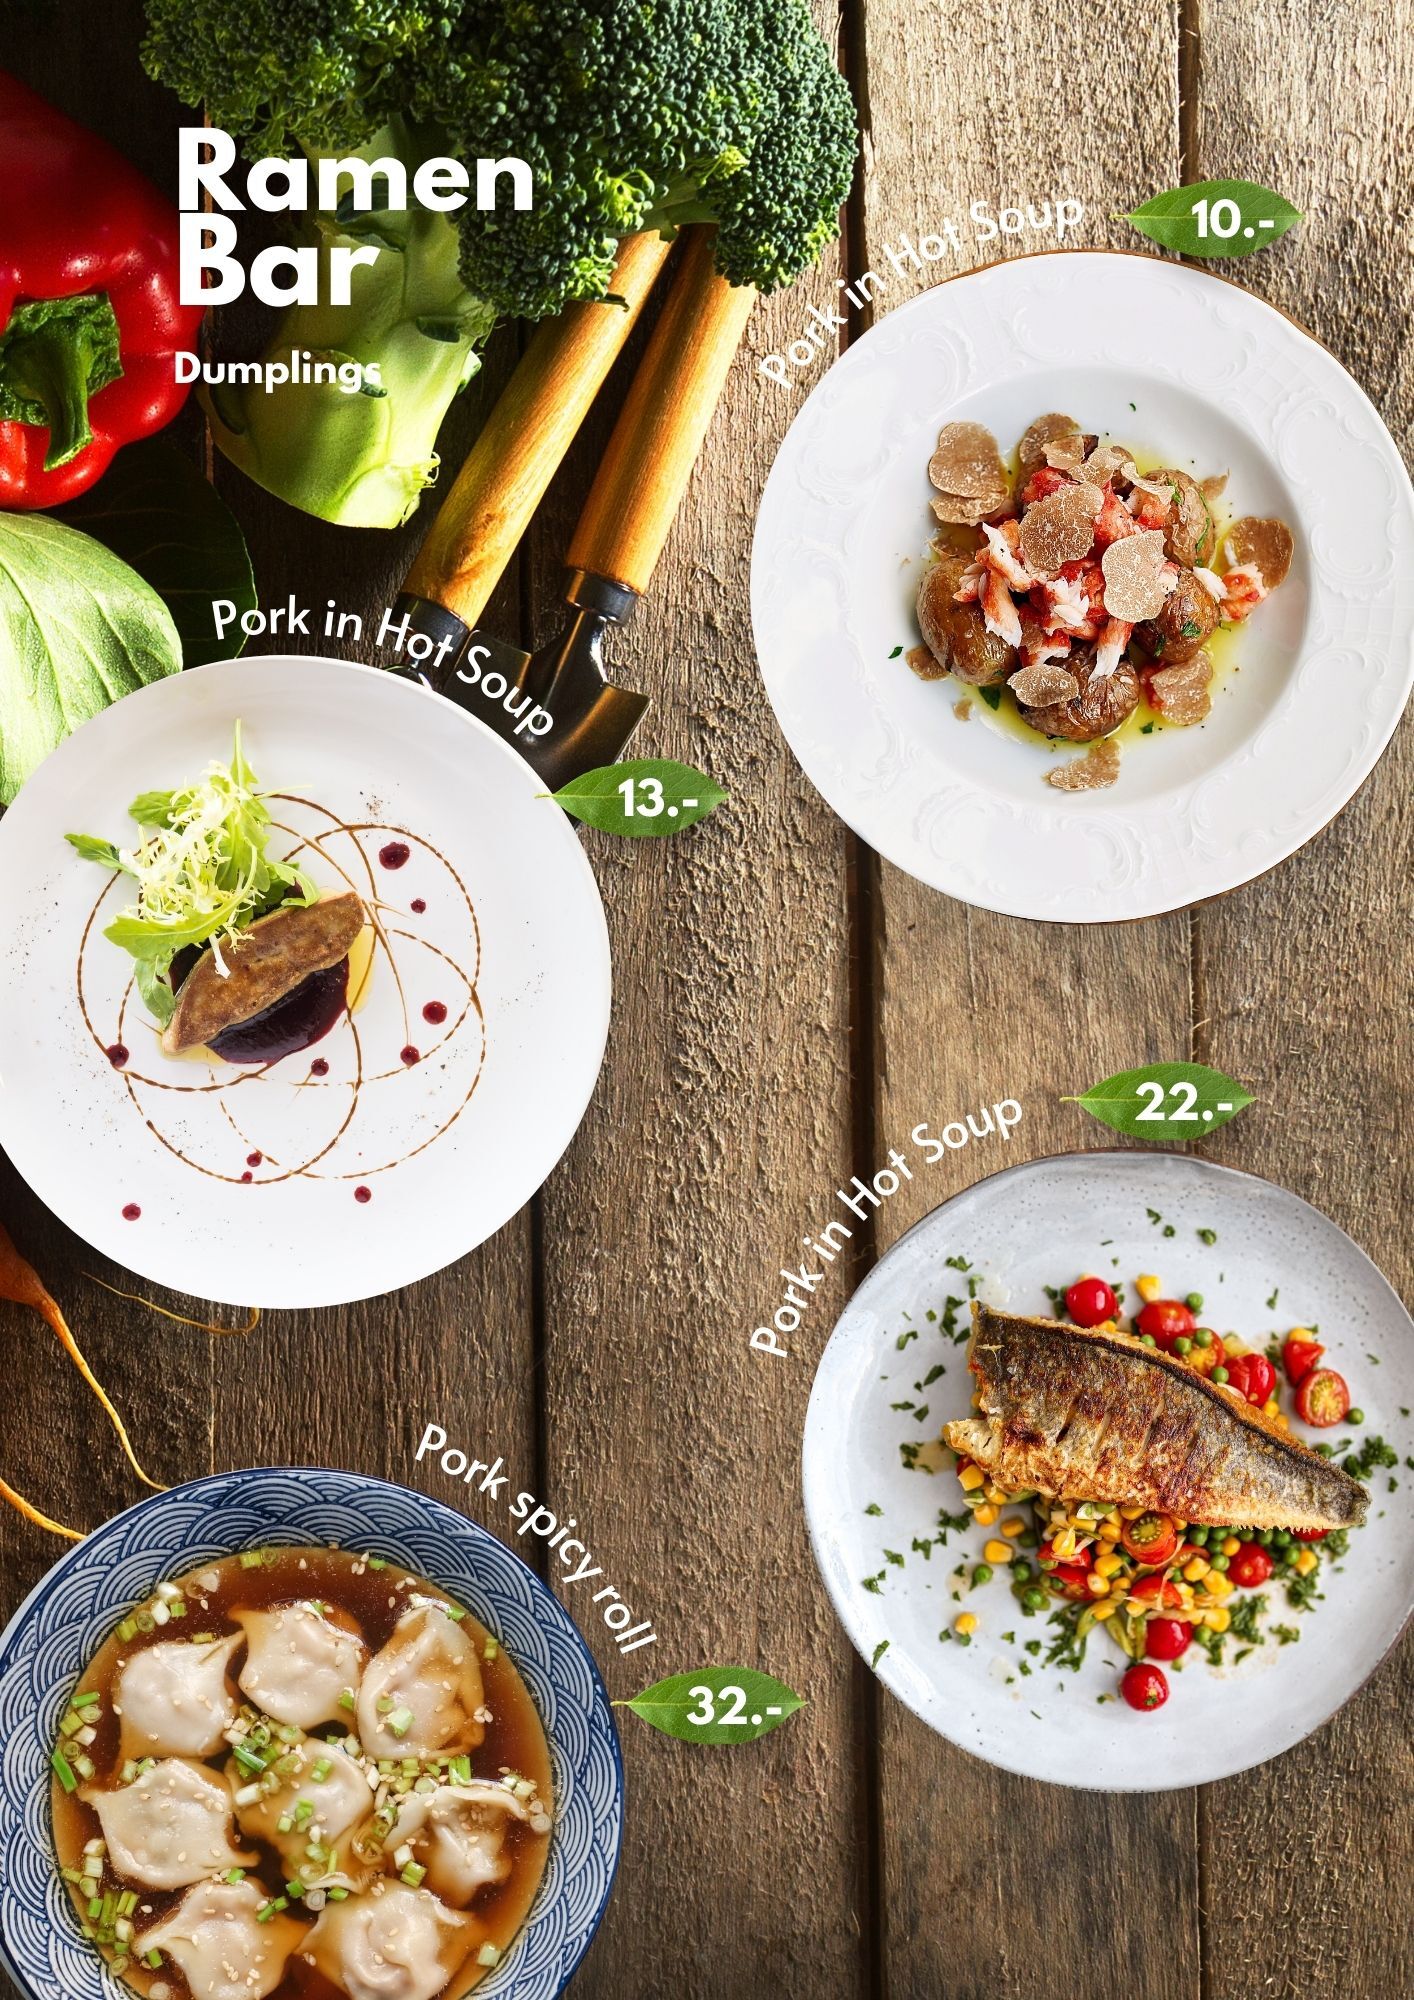 Ramen
Bar
Dumplings
Pork in Hot Soup
10.-
Pork in Hot Soup
13.-
Pork in Hot Soup
22.-
Pork spicy roll
32.-